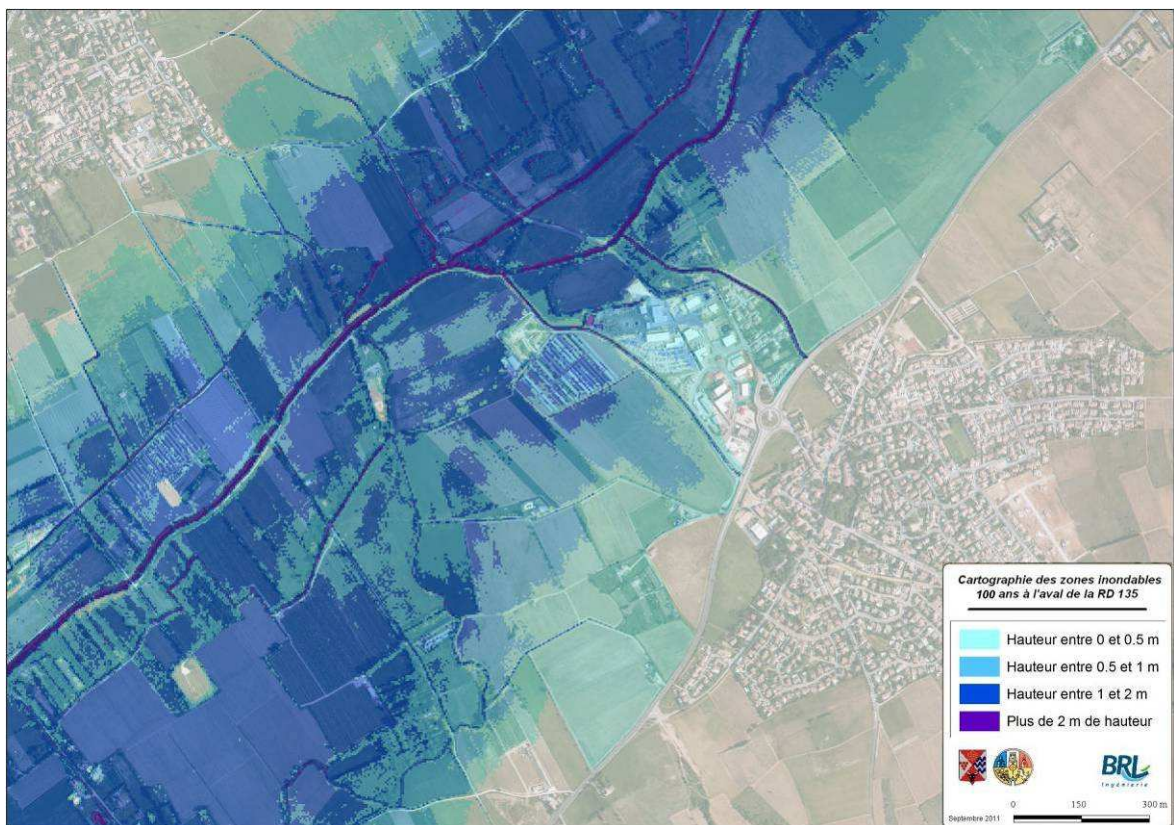 Cartographie des zones inondables
100 ans à l'aval de la RD 135
Hauteur entre 0 et 0.5 m
Hauteur entre 0.5 et 1 m
Hauteur entre 1 et 2 m
Plus de 2 m de hauteur
BRL
Ingénierie
0 150 300 m
Septembre 2011